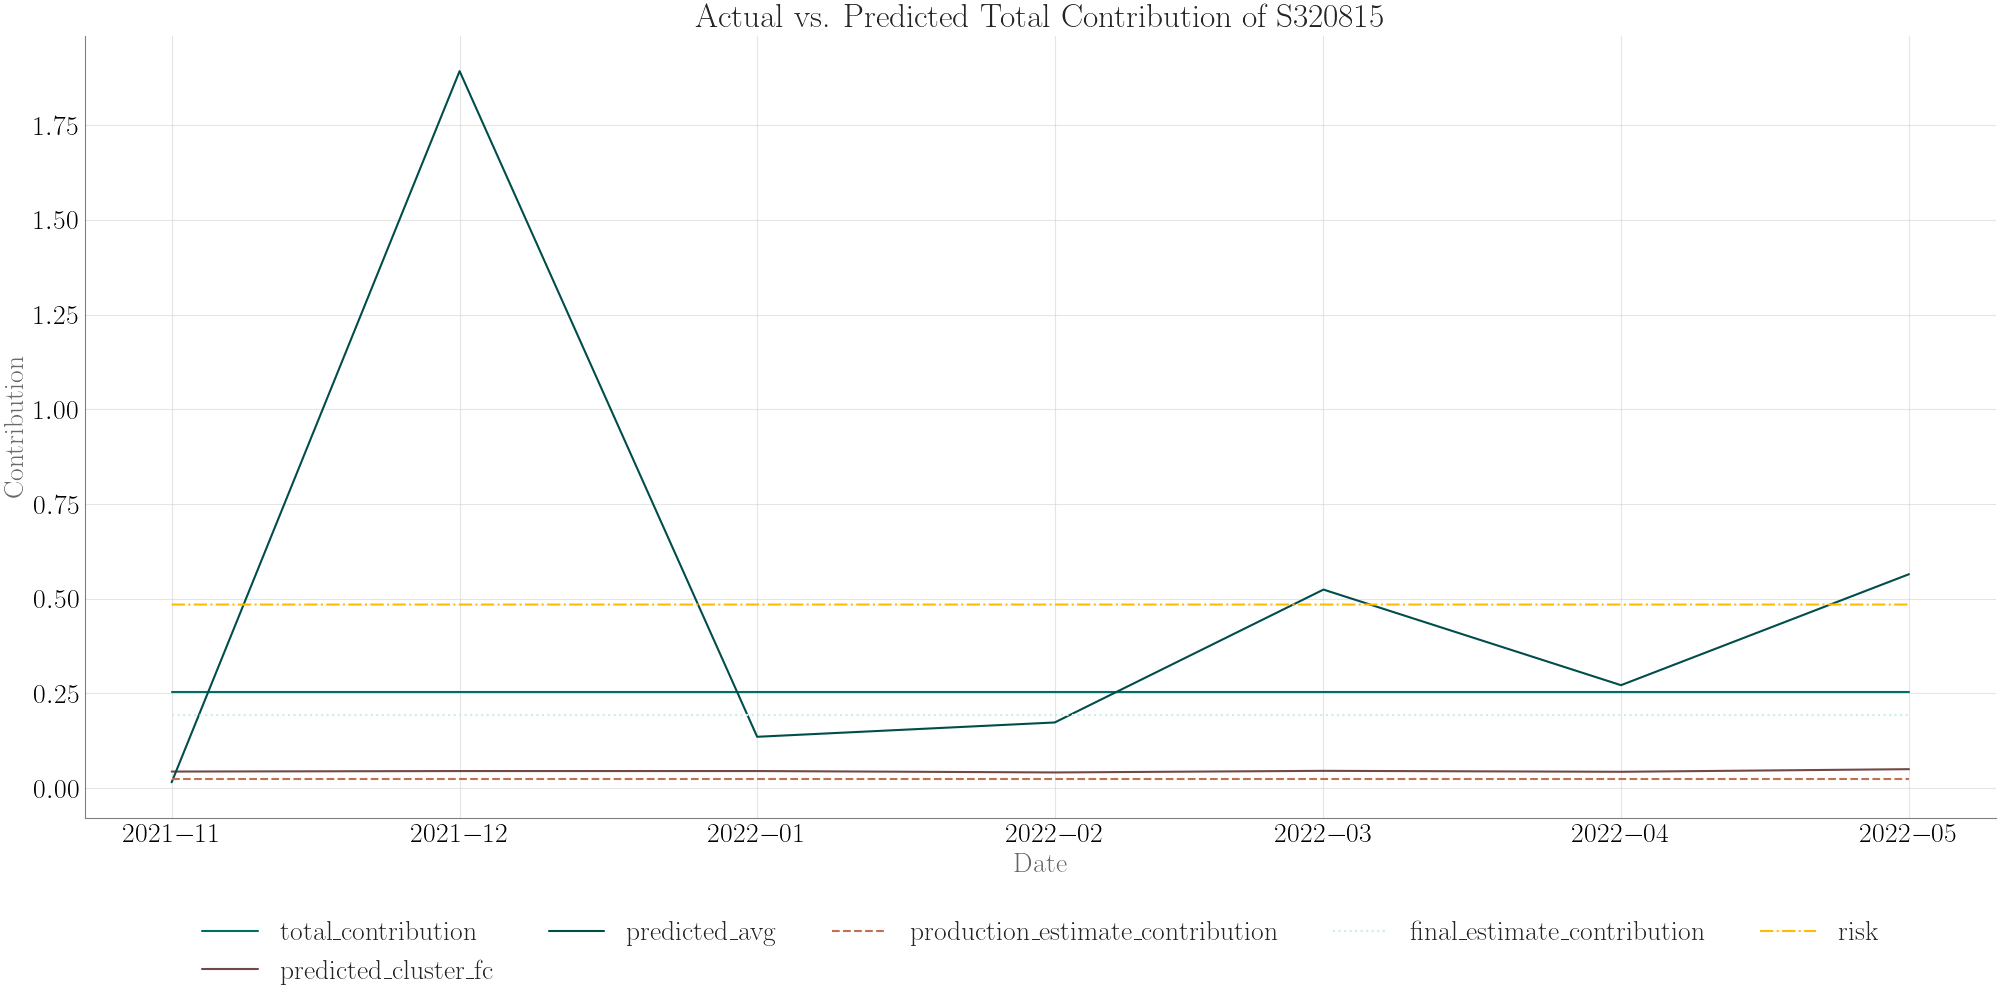 Actual vs. Predicted Total Contribution of S320815
Contribution
1.75
1.50
1.25
1.00
0.75
0.50
0.25
0.00
2021−11 2021−12 2022−01 2022−02 2022−03 2022−04 2022−05
Date
total_contribution predicted_avg production_estimate_contribution final_estimate_contribution risk
predicted_cluster_fc